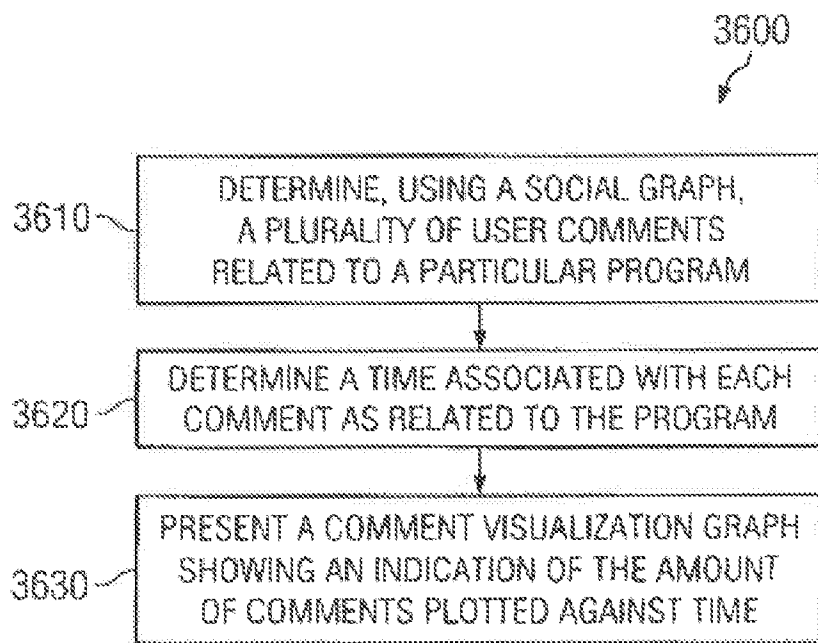 3600
3610
DETERMINE, USING A SOCIAL GRAPH,
A PLURALITY OF USER COMMENTS
RELATED TO A PARTICULAR PROGRAM
3620
DETERMINE A TIME ASSOCIATED WITH EACH
COMMENT AS RELATED TO THE PROGRAM
3630
PRESENT A COMMENT VISUALIZATION GRAPH
SHOWING AN INDICATION OF THE AMOUNT
OF COMMENTS PLOTTED AGAINST TIME